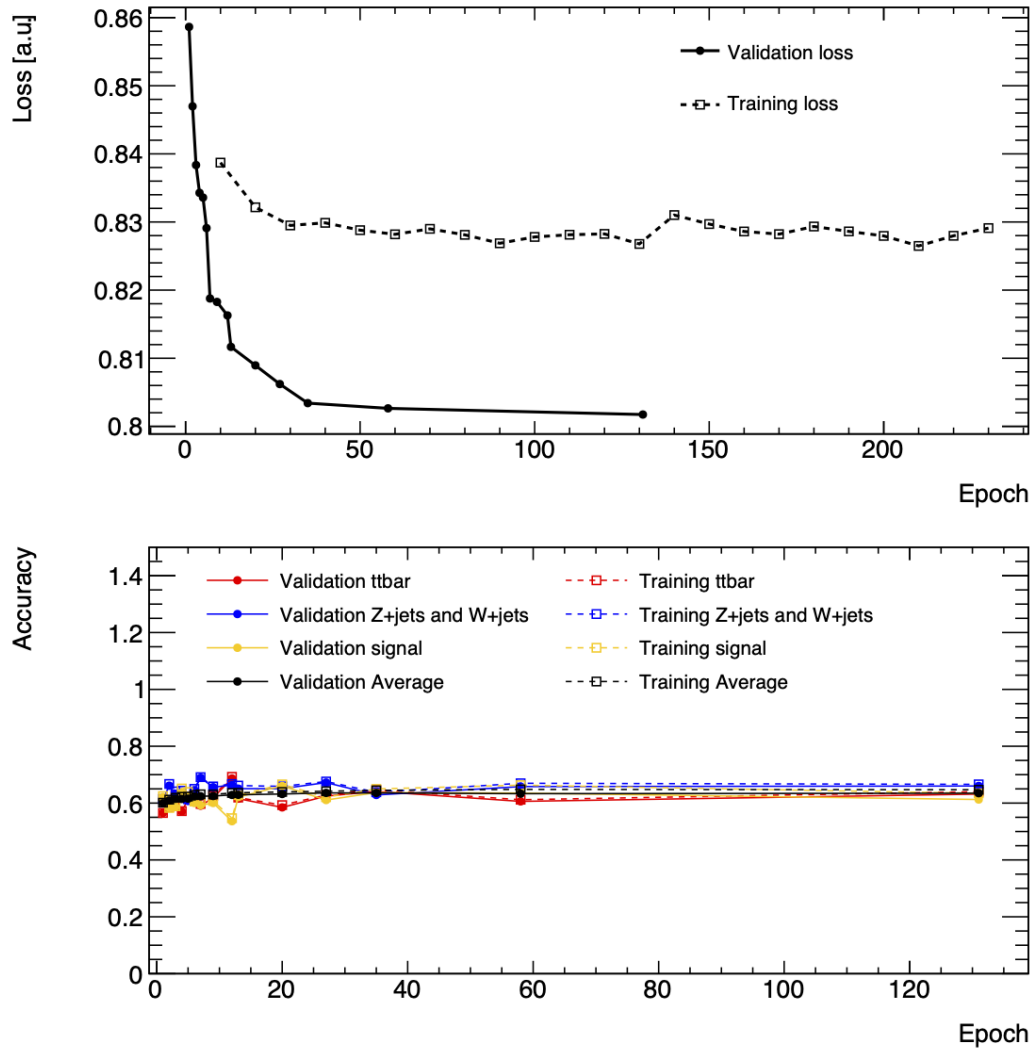 Loss [a.u.]
0.86
0.85
0.84
0.83
0.82
0.81
0.8
Validation loss
Training loss
0 50 100 150 200
Epoch
Accuracy
1.4
1.2
1
0.8
0.6
0.4
0.2
0
Validation ttbar Training ttbar
Validation Z+jets and W+jets Training Z+jets and W+jets
Validation signal Training signal
Validation Average Training Average
0 20 40 60 80 100 120
Epoch